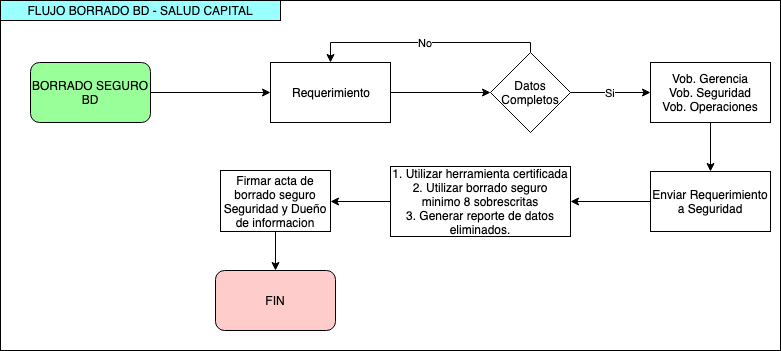 FLUJO BORRADO BD - SALUD CAPITAL
No
BORRADO SEGURO
BD
Requerimiento
Datos
Completos
Si
Vob. Gerencia
Vob. Seguridad
Vob. Operaciones
Enviar Requerimiento
a Seguridad
1. Utilizar herramienta certificada
2. Utilizar borrado seguro
minimo 8 sobrescritas
3. Generar reporte de datos
eliminados.
Firmar acta de
borrado seguro
Seguridad y Dueño
de informacion
FIN